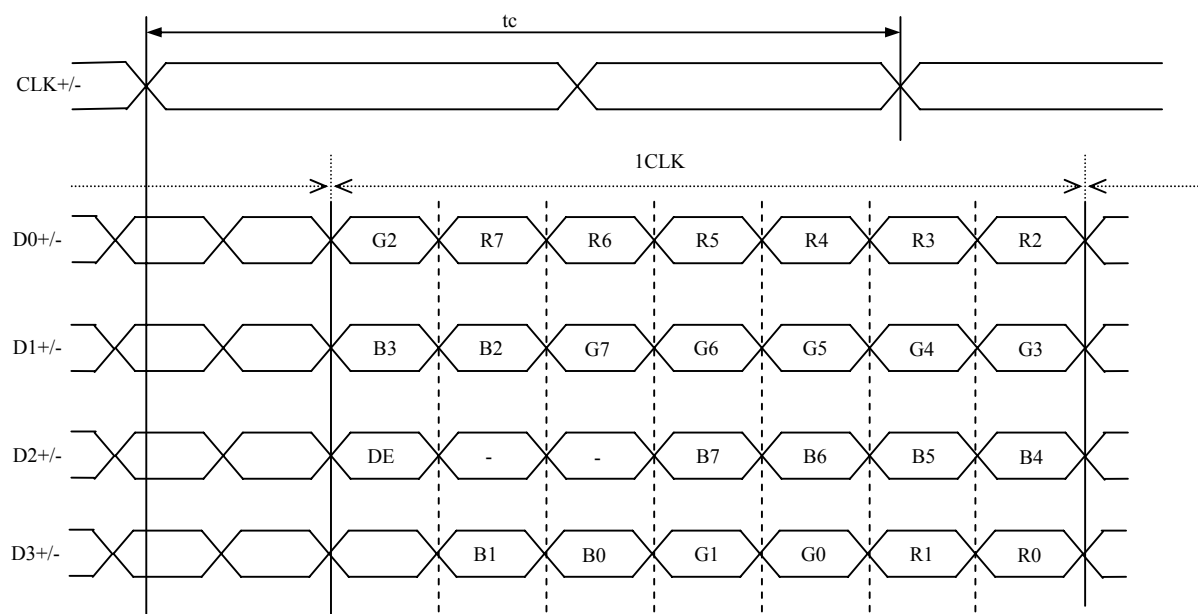 tc
CLK+/-
1CLK
D0+/- G2 R7 R6 R5 R4 R3 R2
D1+/- B3 B2 G7 G6 G5 G4 G3
D2+/- DE - - B7 B6 B5 B4
D3+/- B1 B0 G1 G0 R1 R0